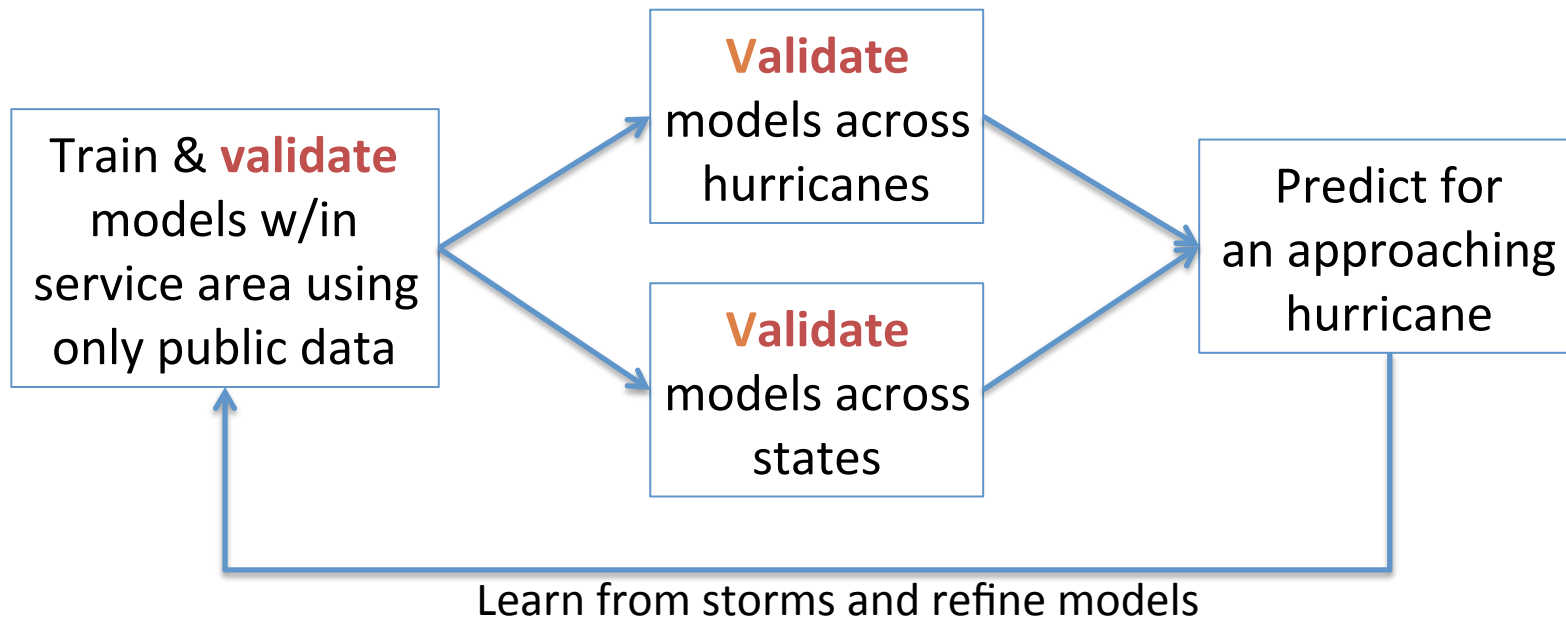 Train & validate
models w/in
service area using
only public data
Validate
models across
hurricanes
Validate
models across
states
Predict for
an approaching
hurricane
Learn from storms and refine models